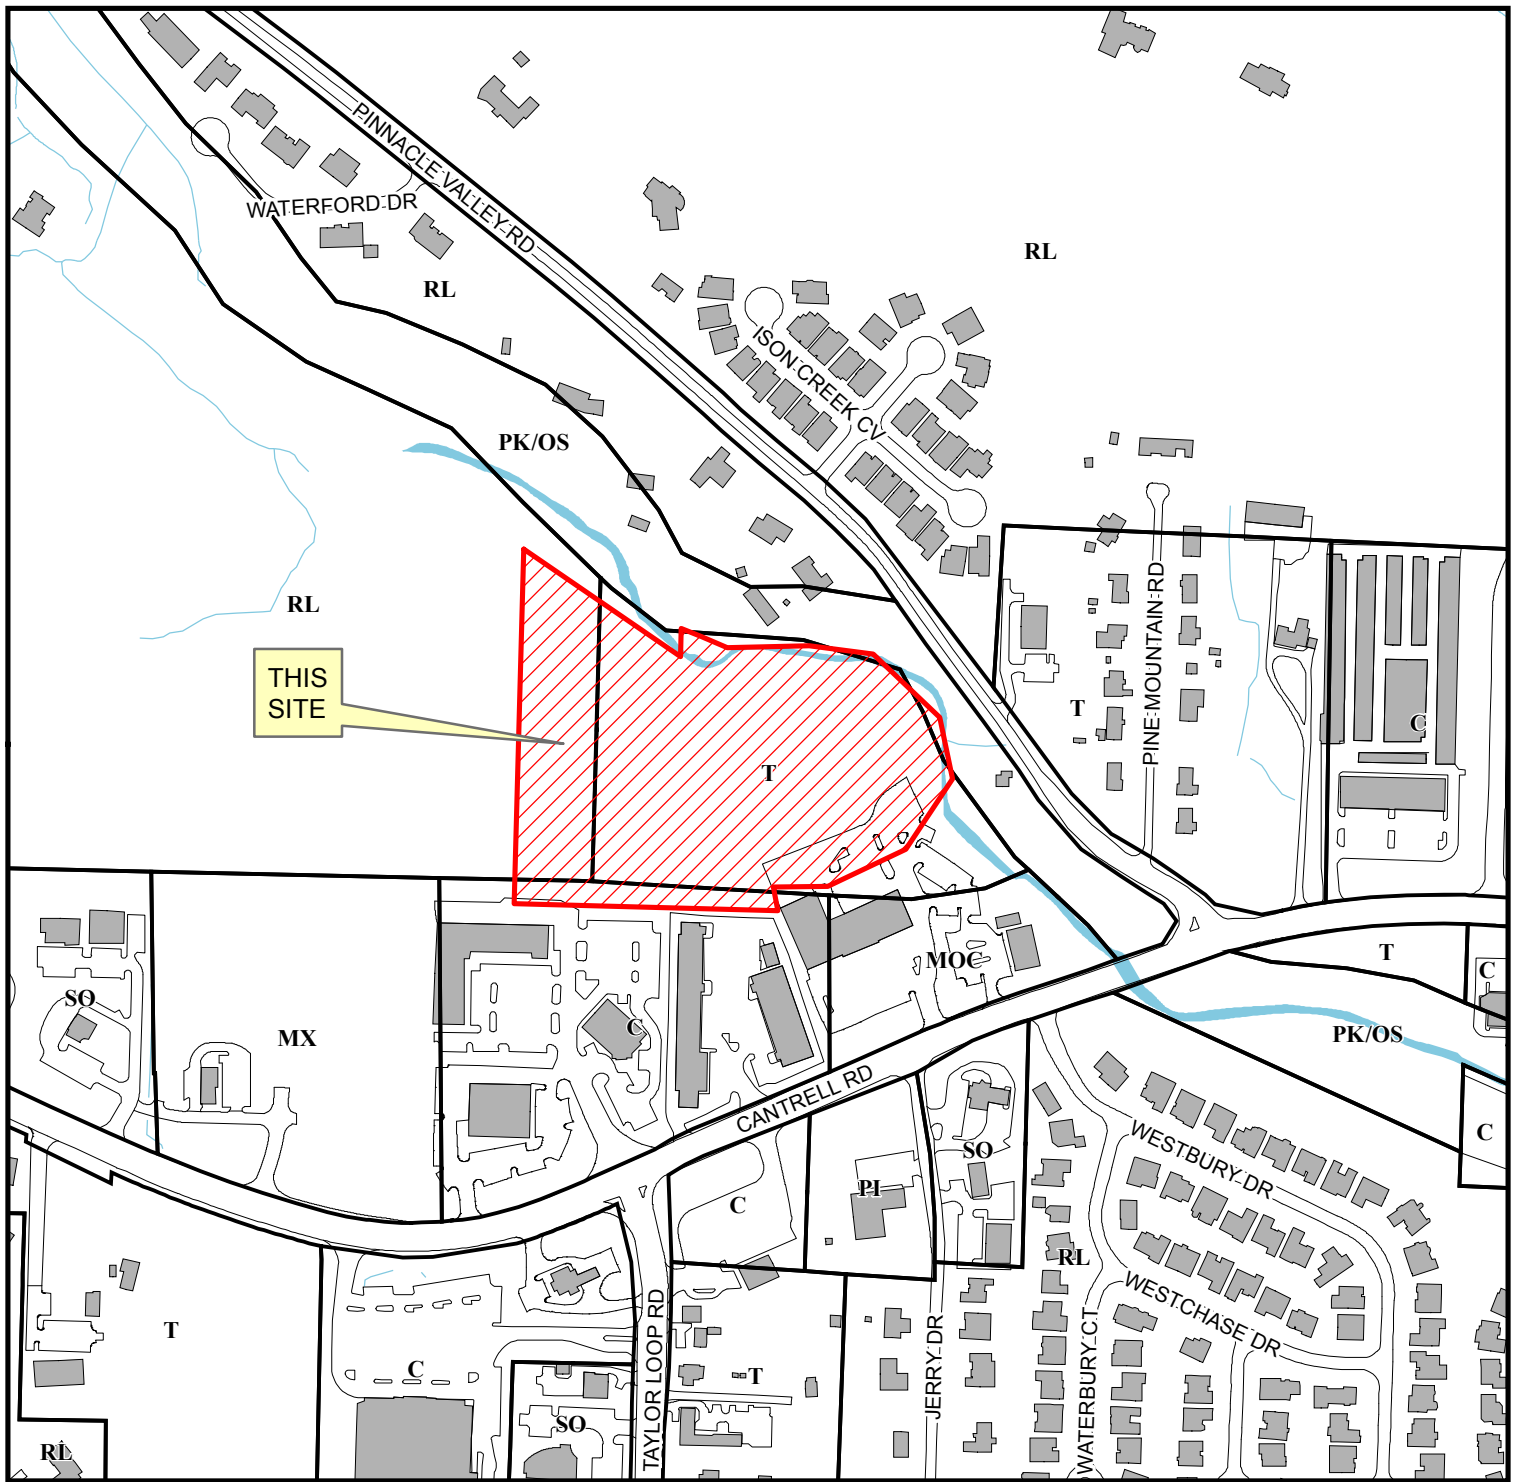 PINNACLE VALLEY RD
WATERFORD DR
RL
RL
ISON CREEK CV
PK/OS
RL
THIS
SITE
T
T
PINE MOUNTAIN RD
C
SO
MX
C
MOC
T
C
PK/OS
CANTRELL RD
C
SO
PI
C
WESTBURY DR
RL
WESTCHASE DR
T
C
SO
TAYLOR LOOP RD
T
JERRY DR
WATERBURY CT
RL